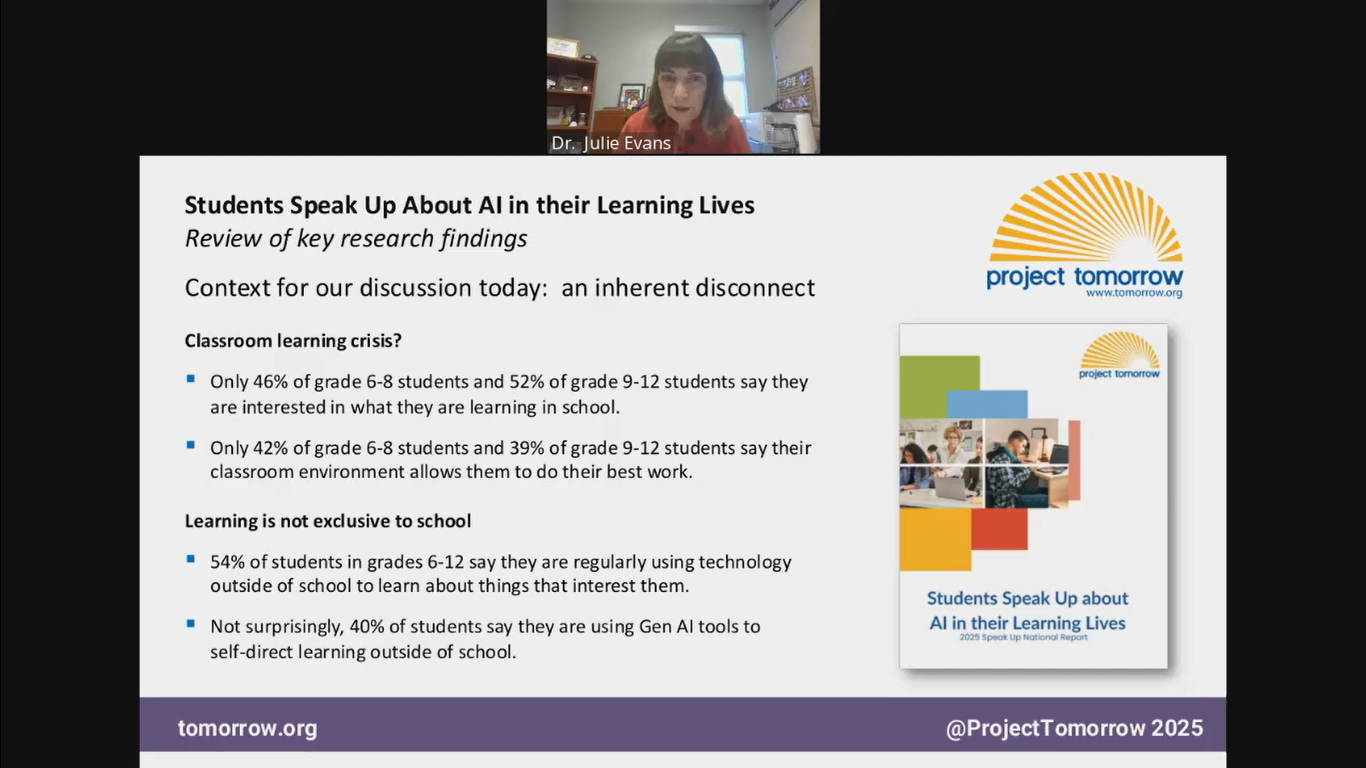 Dr. Julie Evans
Students Speak Up About AI in their Learning Lives
Review of key research findings
Context for our discussion today: an inherent disconnect
Classroom learning crisis?
Only 46% of grade 6-8 students and 52% of grade 9-12 students say they
are interested in what they are learning in school.
Only 42% of grade 6-8 students and 39% of grade 9-12 students say their
classroom environment allows them to do their best work.
Learning is not exclusive to school
54% of students in grades 6-12 say they are regularly using technology
outside of school to learn about things that interest them.
Not surprisingly, 40% of students say they are using Gen AI tools to
self-direct learning outside of school.
project tomorrow
www.tomorrow.org
project tomorrow
Students Speak Up about
AI in their Learning Lives
2025 Speak Up National Report
tomorrow.org
@ProjectTomorrow 2025